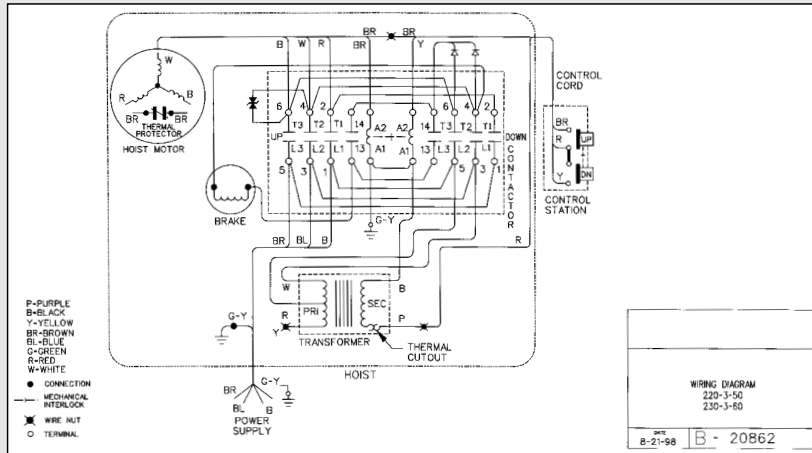 BR BR
B W R BR Y
W
R B
BR BR
THERMAL
PROTECTOR
HOIST MOTOR
CONTROL
CORD
6 4 2 6 4 2
T3 T2 T1 14 A2 A2 14 T3 T2 T1
UP DOWN
L3 L2 L1 13 A1 A1 13 L3 L2 L1
5 3 1 5 3 1
CONTACTOR
BR
R
Y
UP
DN
CONTROL
STATION
BRAKE
G-Y
BR BL B
R
W B
PRI SEC
R P
Y
TRANSFORMER
THERMAL
CUTOUT
HOIST
G-Y
G-Y
BR
BL B
POWER
SUPPLY
P-PURPLE
B-BLACK
Y-YELLOW
BR-BROWN
BL-BLUE
G-GREEN
R-RED
W-WHITE
CONNECTION
MECHANICAL
INTERLOCK
WIRE NUT
TERMINAL
WIRING DIAGRAM
220-3-50
230-3-60
DATE
8-21-98
B - 20862